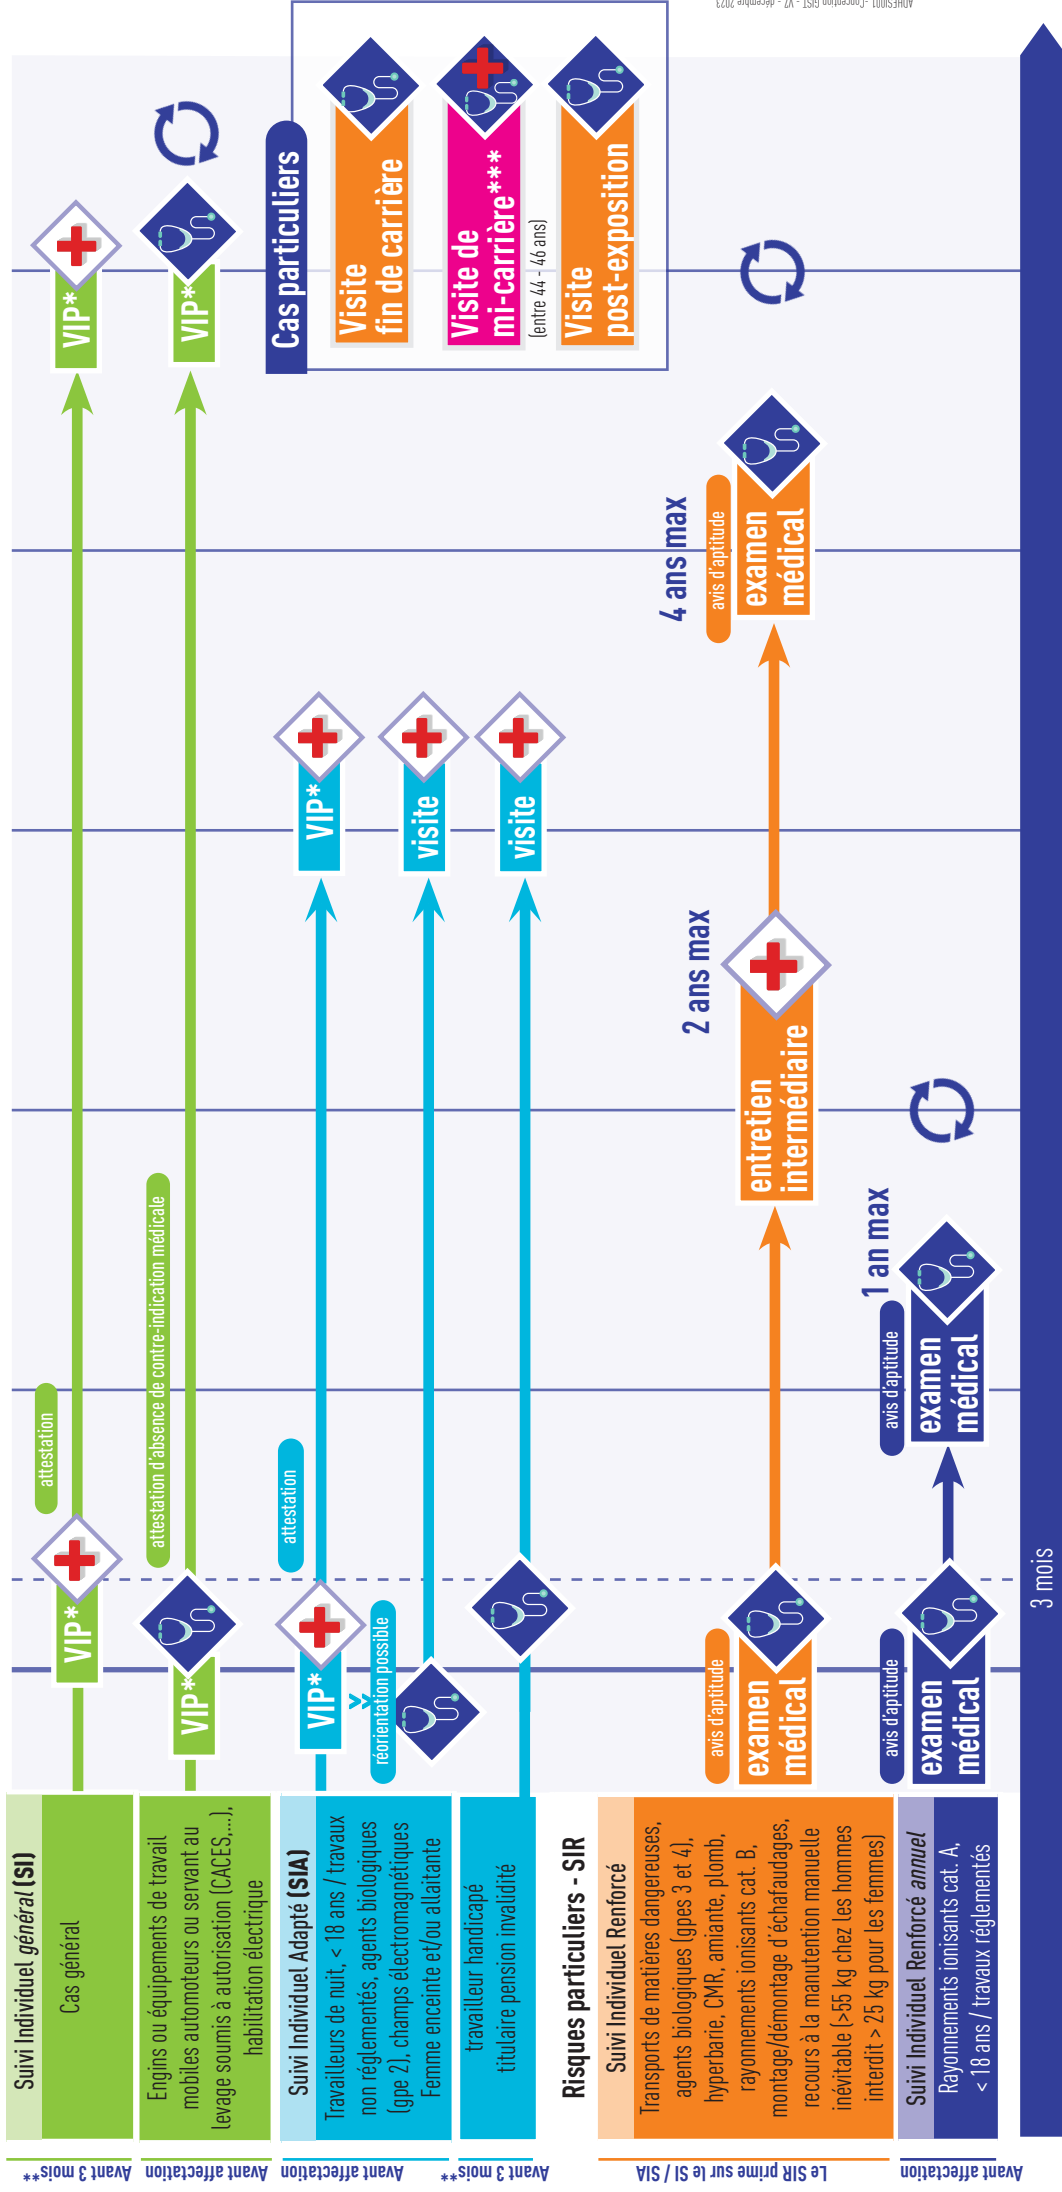 Avant 3 mois**
Suivi Individuel général (SI)
Cas général
VIP*
attestation
VIP*
Avant affectation
Engins ou équipements de travail
mobiles automoteurs ou servant au
levage soumis à autorisation (CACES,...),
habilitation électrique
VIP*
attestation d'absence de contre-indication médicale
VIP*
Avant affectation
Suivi Individuel Adapté (SIA)
Travailleurs de nuit, < 18 ans / travaux
non réglementés, agents biologiques
(gpe 2), champs électromagnétiques
Femme enceinte et/ou allaitante
VIP*
attestation
VIP*
réorientation possible
visite
Avant 3 mois**
travailleur handicapé
titulaire pension invalidité
visite
Cas particuliers
Visite
fin de carrière
Visite de
mi-carrière***
(entre 44 - 46 ans)
Visite
post-exposition
Risques particuliers - SIR
Le SIR prime sur le SI / SIA
Suivi Individuel Renforcé
Transports de matières dangereuses,
agents biologiques (gpes 3 et 4),
hyperbarie, CMR, amiante, plomb,
rayonnements ionisants cat. B,
montage/démontage d'échafaudages,
recours à la manutention manuelle
inévitable (>55 kg chez les hommes
interdit > 25 kg pour les femmes)
avis d'aptitude
examen
médical
2 ans max
entretien
intermédiaire
4 ans max
avis d'aptitude
examen
médical
Avant affectation
Suivi Individuel Renforcé annuel
Rayonnements ionisants cat. A,
< 18 ans / travaux réglementés
avis d'aptitude
examen
médical
1 an max
avis d'aptitude
examen
médical
3 mois
ADHESI001 - Conception GIST - V7 - décembre 2023